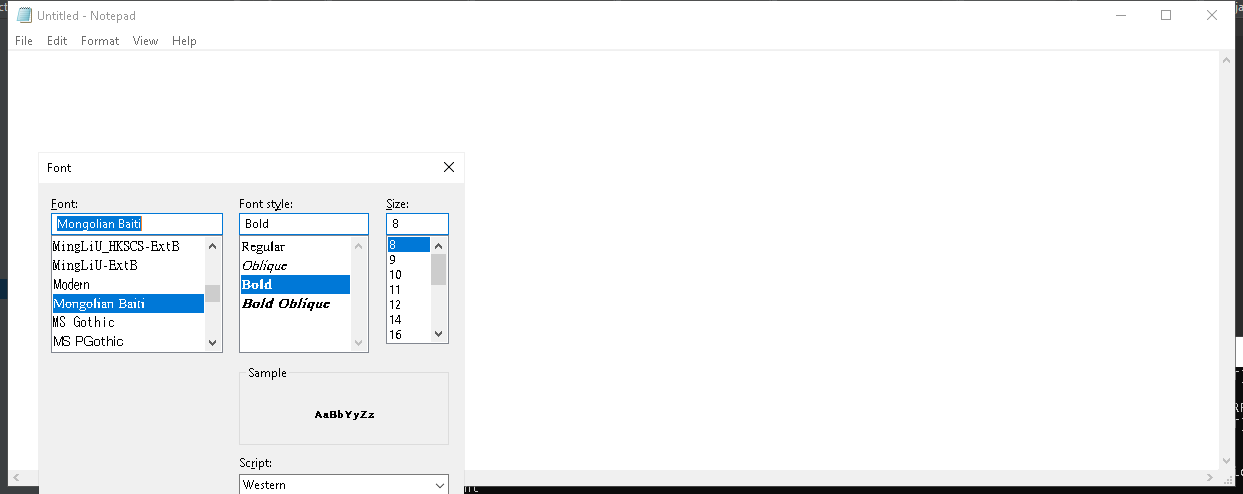 Untitled - Notepad
File Edit Format View Help
Font
Font: Font style: Size:
Mongolian Baiti Bold 8
MingLiU_HKSCS-ExtB
MingLiU-ExtB
Modern
Mongolian Baiti
MS Gothic
MS PGothic
Regular
Oblique
Bold
Bold Oblique
8
9
10
11
12
14
16
Sample
AaBbYyZz
Script:
Western